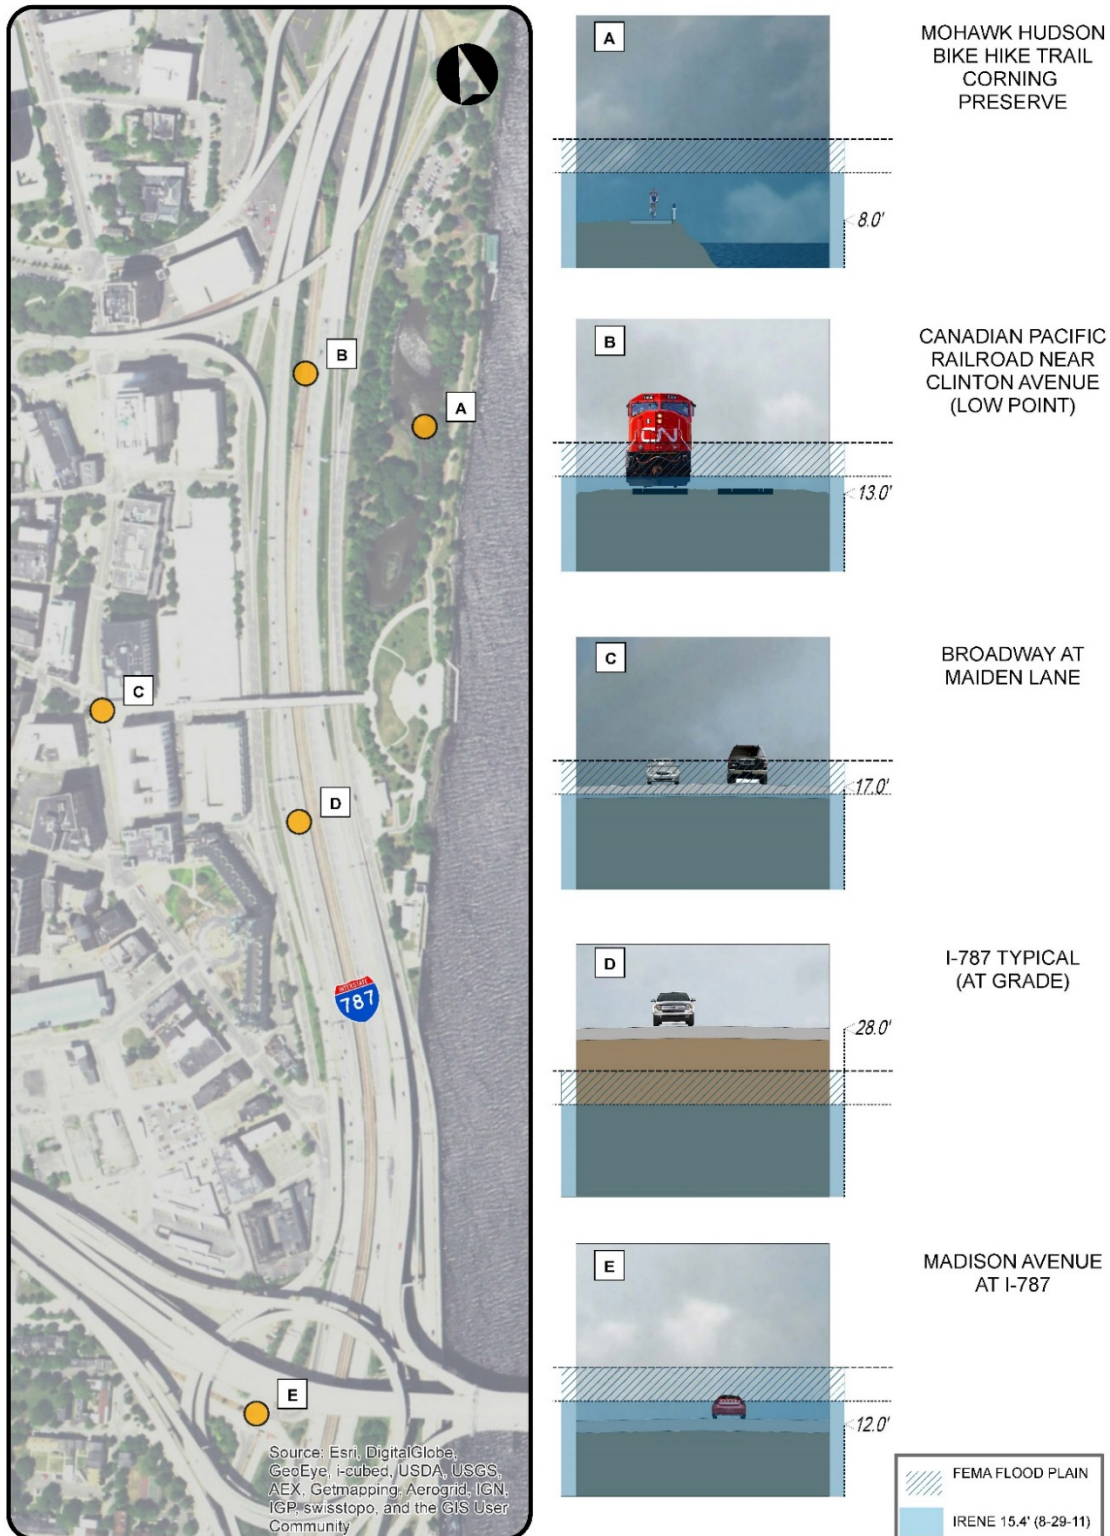 B
A
C
D
INTERSTATE
787
E
Source: Esri, DigitalGlobe,
GeoEye, i-cubed, USDA, USGS,
AEX, Getmapping, Aerogrid, IGN,
IGP, swisstopo, and the GIS User
Community
A
MOHAWK HUDSON
BIKE HIKE TRAIL
CORNING
PRESERVE
8.0'
B
CANADIAN PACIFIC
RAILROAD NEAR
CLINTON AVENUE
(LOW POINT)
CN
13.0'
C
BROADWAY AT
MAIDEN LANE
17.0'
D
I-787 TYPICAL
(AT GRADE)
28.0'
E
MADISON AVENUE
AT I-787
12.0'
FEMA FLOOD PLAIN
IRENE 15.4' (8-29-11)